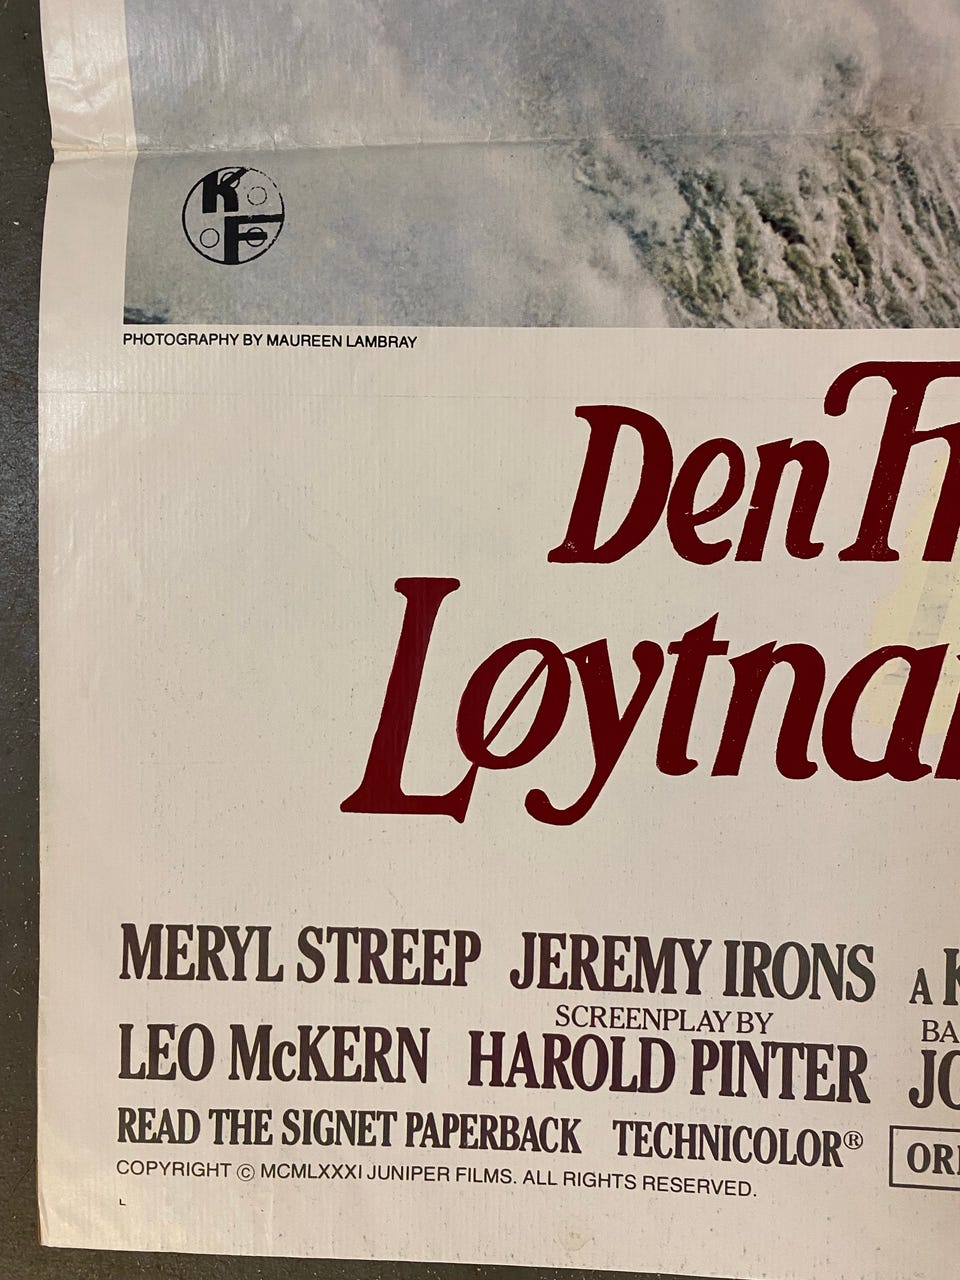 K
F
PHOTOGRAPHY BY MAUREEN LAMBRAY
Den
MERYL STREEP JEREMY IRONS A
SCREENPLAY BY
LEO McKERN HAROLD PINTER
READ THE SIGNET PAPERBACK TECHNICOLOR®
COPYRIGHT © MCMLXXXI JUNIPER FILMS. ALL RIGHTS RESERVED.
L